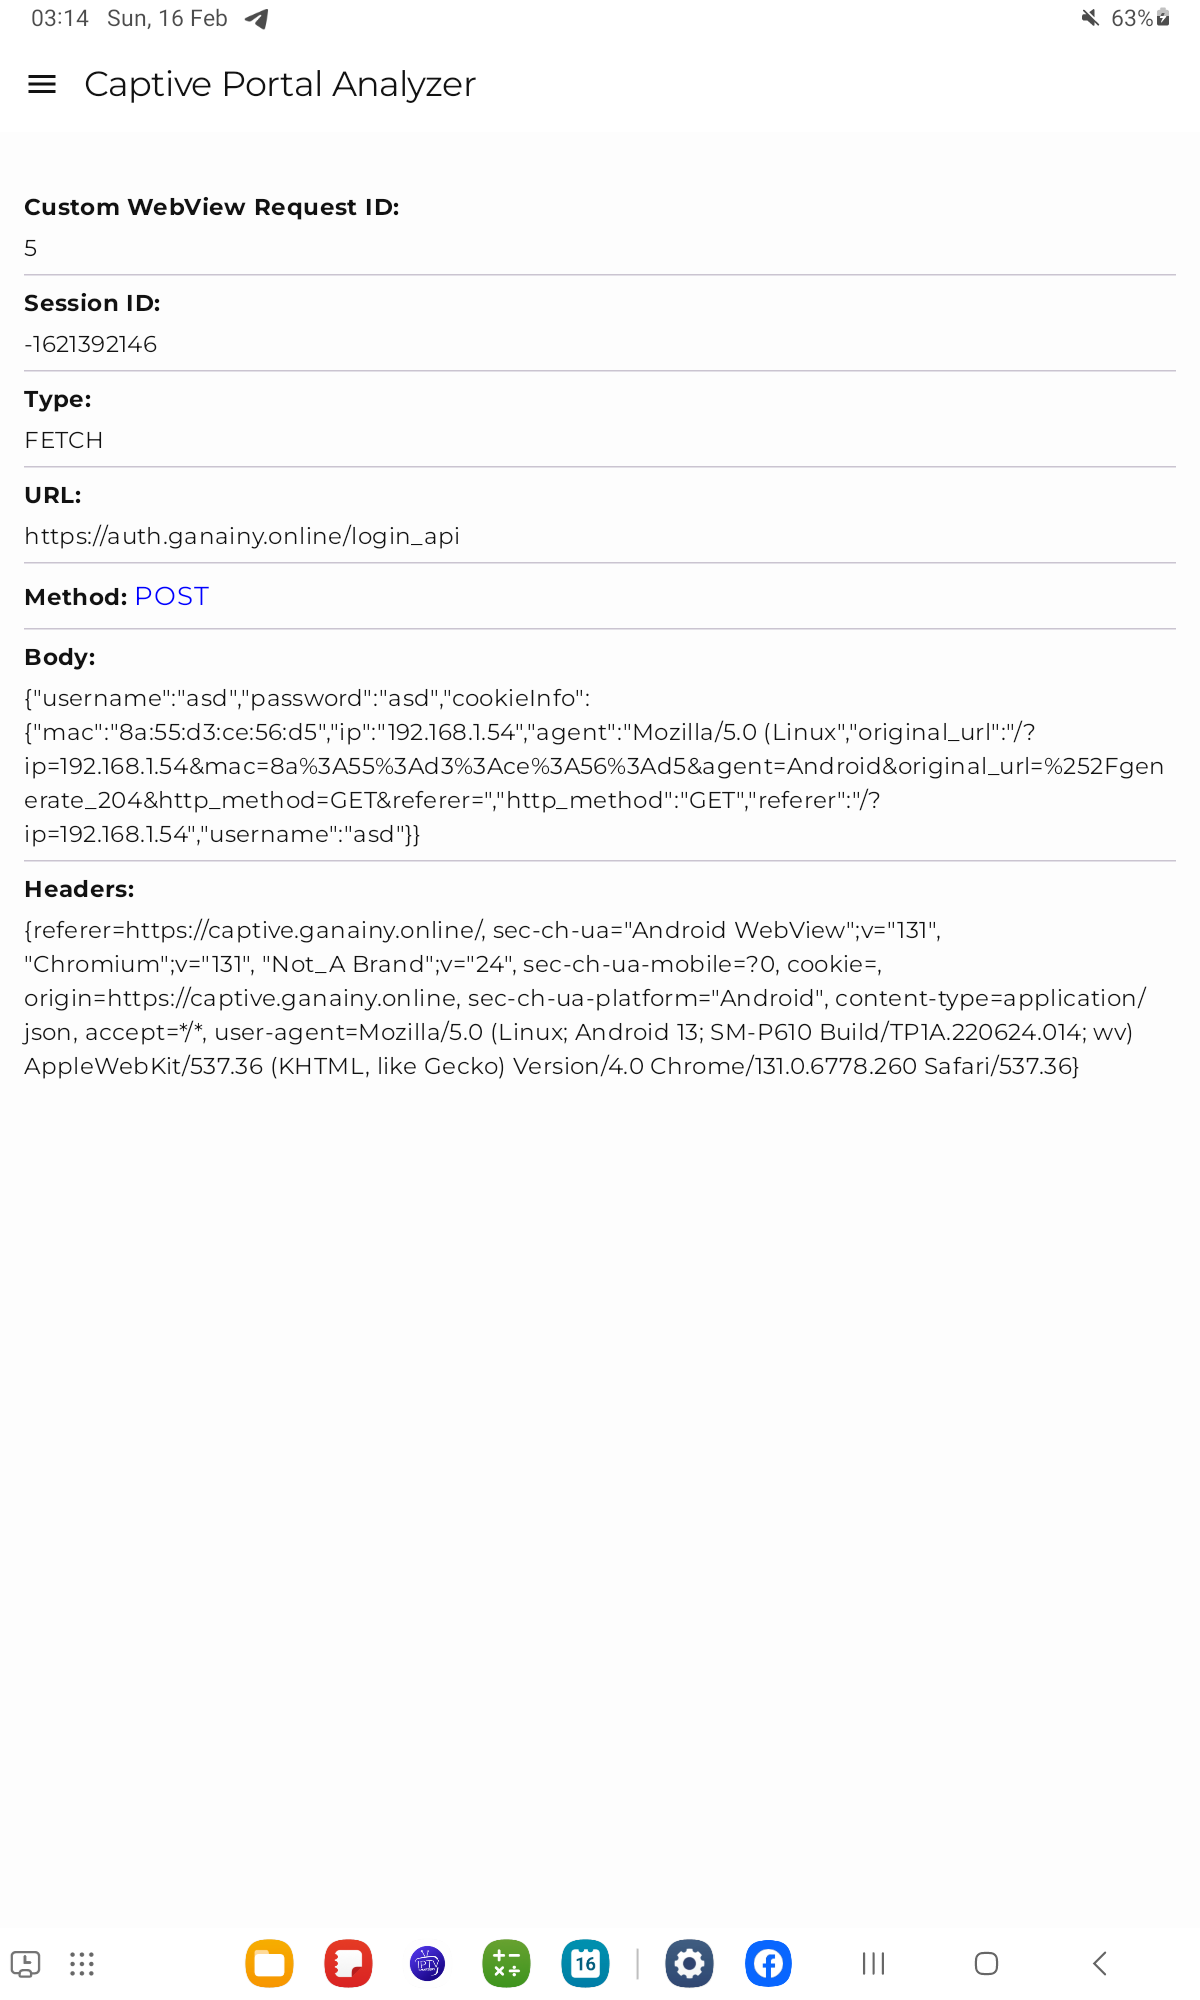 03:14 Sun, 16 Feb 63%
Captive Portal Analyzer
Custom WebView Request ID:
5
Session ID:
-1621392146
Type:
FETCH
URL:
https://auth.ganainy.online/login_api
Method: POST
Body:
{"username":"asd","password":"asd","cookieInfo":
{"mac":"8a:55:d3:ce:56:d5","ip":"192.168.1.54","agent":"Mozilla/5.0 (Linux","original_url":"/?
ip=192.168.1.54&mac=8a%3A55%3Ad3%3Ace%3A56%3Ad5&agent=Android&original_url=%252Fgen
erate_204&http_method=GET&referer=","http_method":"GET","referer":"/?
ip=192.168.1.54","username":"asd"}}
Headers:
{referer=https://captive.ganainy.online/, sec-ch-ua="Android WebView";v="131",
"Chromium";v="131", "Not_A Brand";v="24", sec-ch-ua-mobile=?0, cookie=,
origin=https://captive.ganainy.online, sec-ch-ua-platform="Android", content-type=application/
json, accept=*/*, user-agent=Mozilla/5.0 (Linux; Android 13; SM-P610 Build/TP1A.220624.014; wv)
AppleWebKit/537.36 (KHTML, like Gecko) Version/4.0 Chrome/131.0.6778.260 Safari/537.36}
IPTV 16